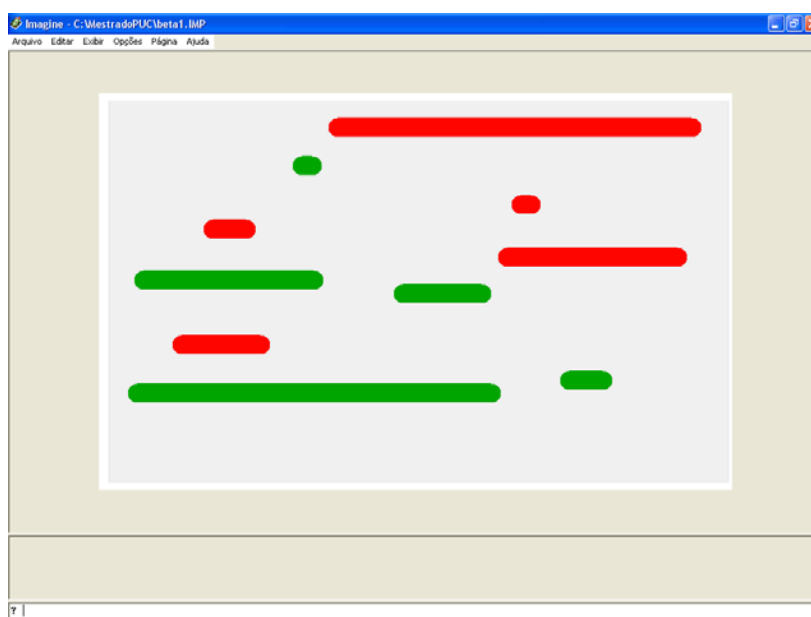 Imagine - C:\MestradoPUC\beta1.IMP
Arquivo Editar Exibir Opções Página Ajuda
?